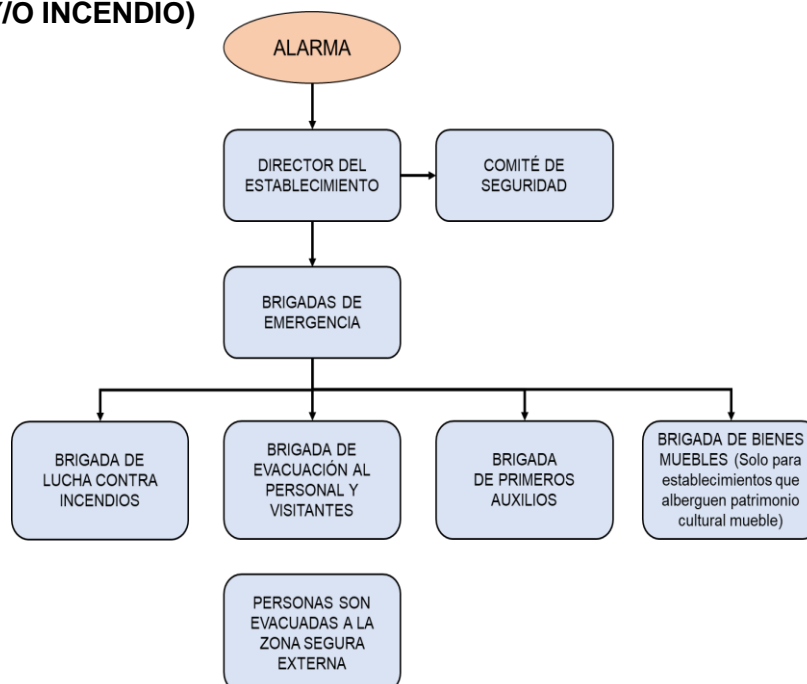 Y/O INCENDIO)
ALARMA
DIRECTOR DEL
ESTABLECIMIENTO
COMITÉ DE
SEGURIDAD
BRIGADAS DE
EMERGENCIA
BRIGADA DE
LUCHA CONTRA
INCENDIOS
BRIGADA DE
EVACUACIÓN AL
PERSONAL Y
VISITANTES
BRIGADA
DE PRIMEROS
AUXILIOS
BRIGADA DE BIENES
MUEBLES (Solo para
establecimientos que
alberguen patrimonio
cultural mueble)
PERSONAS SON
EVACUADAS A LA
ZONA SEGURA
EXTERNA